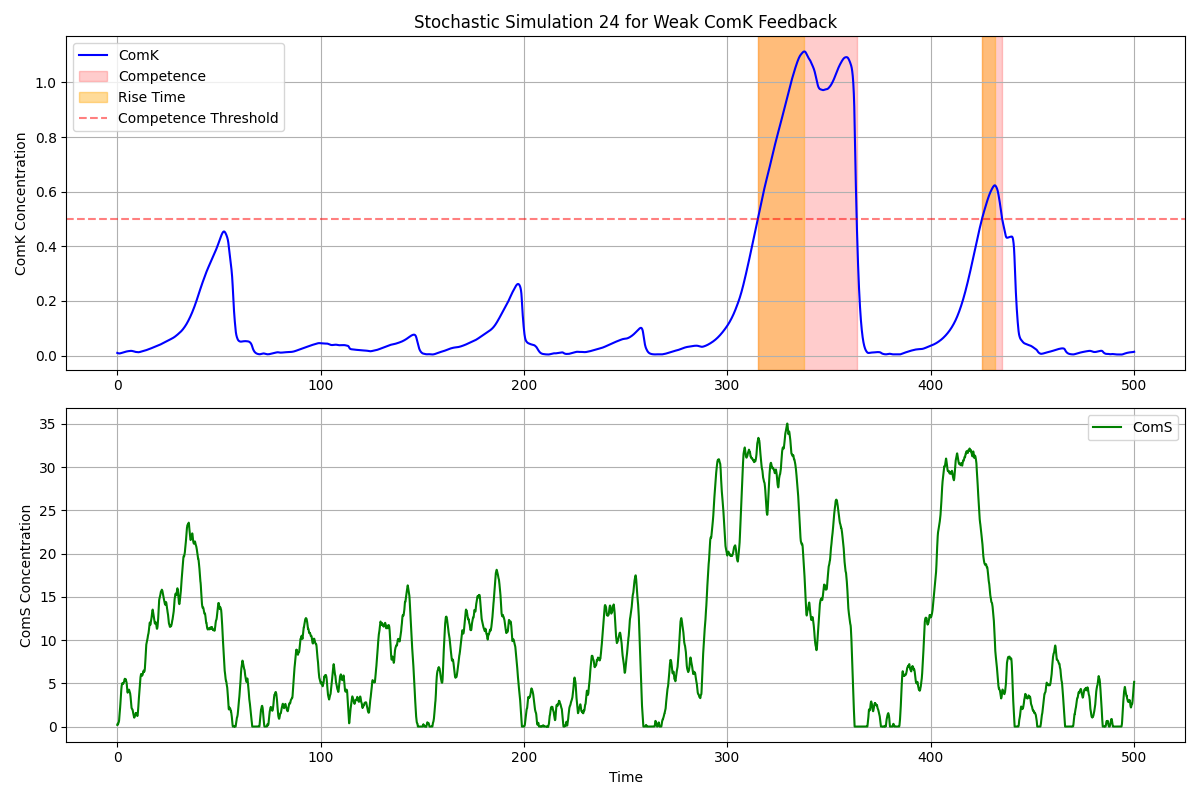 Stochastic Simulation 24 for Weak ComK Feedback
ComK
Competence
Rise Time
Competence Threshold
ComK Concentration
1.0
0.8
0.6
0.4
0.2
0.0
0 100 200 300 400 500
ComS
ComS Concentration
35
30
25
20
15
10
5
0
0 100 200 300 400 500
Time